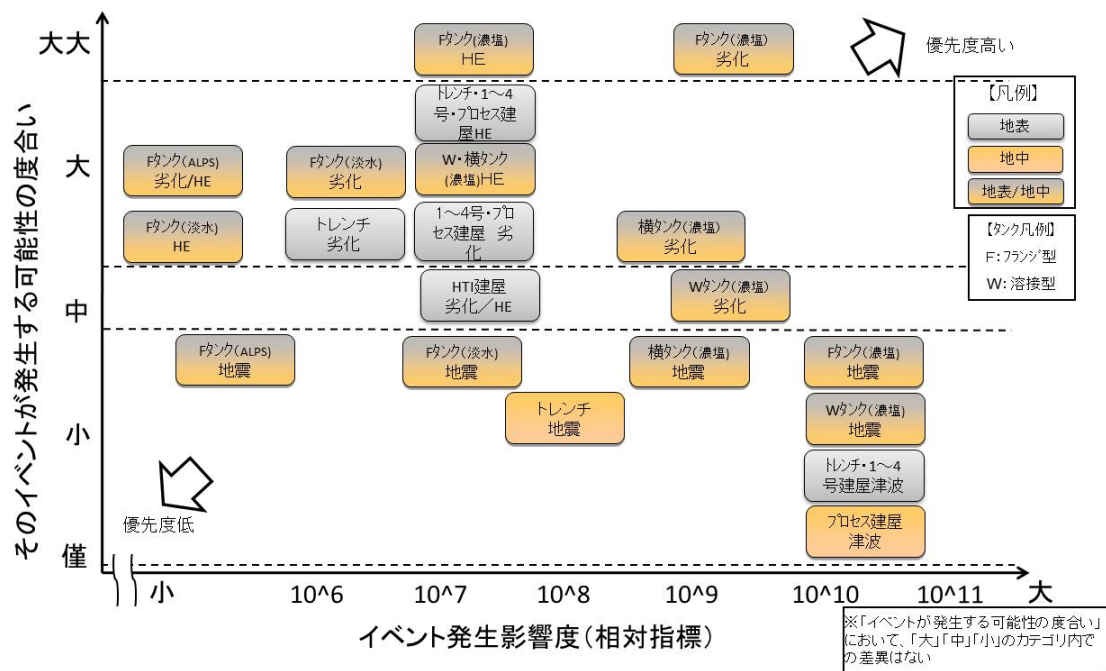 大大
Fタンク(濃塩)
HE
Fタンク(濃塩)
劣化
優先度高い
【凡例】
地表
地中
地表/地中
【タンク凡例】
F:フランジ型
W:溶接型
そのイベントが発生する可能性の度合い
大
トレンチ・1～4
号・プロセス建
屋HE
Fタンク(ALPS)
劣化/HE
Fタンク(淡水)
劣化
W・横タンク
(濃塩)HE
Fタンク(淡水)
HE
トレンチ
劣化
1～4号・プロ
セス建屋 劣
化
横タンク(濃塩)
劣化
中
HTI建屋
劣化／HE
Wタンク(濃塩)
劣化
Fタンク(ALPS)
地震
Fタンク(淡水)
地震
横タンク(濃塩)
地震
Fタンク(濃塩)
地震
小
トレンチ
地震
Wタンク(濃塩)
地震
トレンチ・1～4
号建屋津波
プロセス建屋
津波
優先度低
僅
小
10^6
10^7
10^8
10^9
10^10
10^11
大
イベント発生影響度(相対指標)
※「イベントが発生する可能性の度合い」
において、「大」「中」「小」のカテゴリ内で
の差異はない